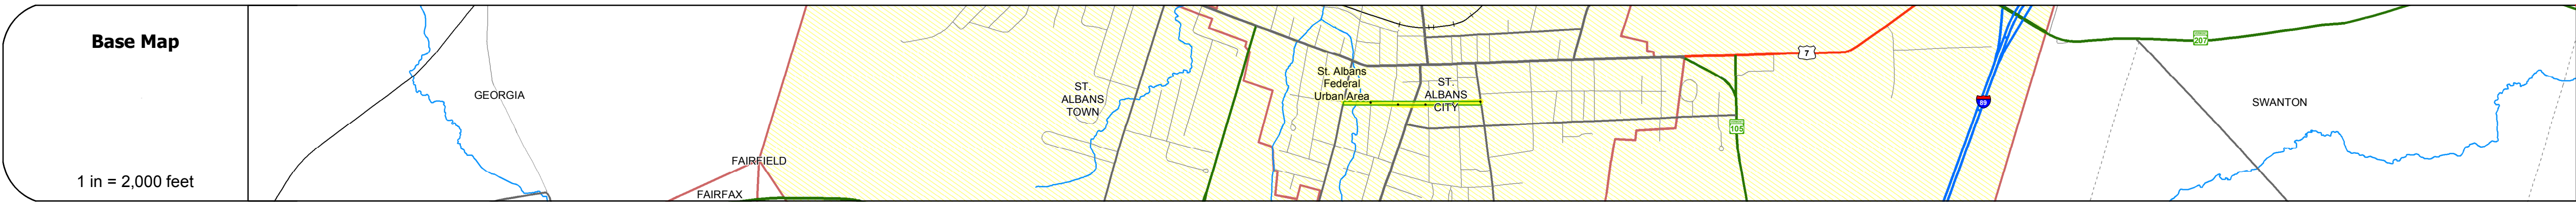 Base Map
1 in = 2,000 feet
GEORGIA
FAIRFIELD
FAIRFAX
ST.
ALBANS
TOWN
St. Albans
Federal
Urban Area
ST.
ALBANS
CITY
7
105
89
207
SWANTON